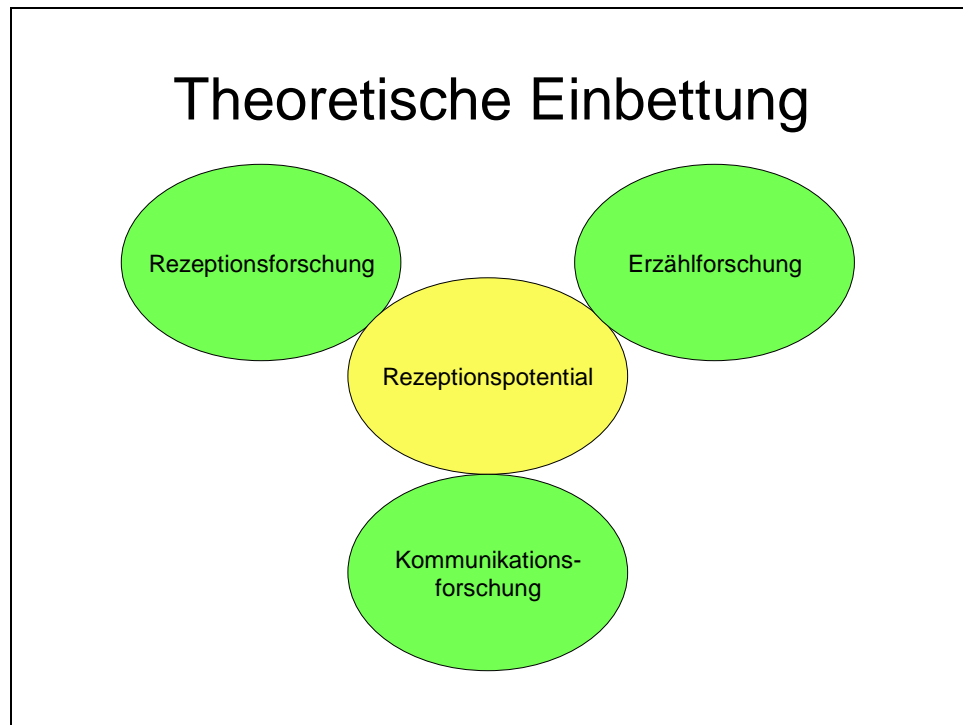 Theoretische Einbettung
Rezeptionsforschung
Erzählforschung
Rezeptionspotential
Kommunikations-
forschung